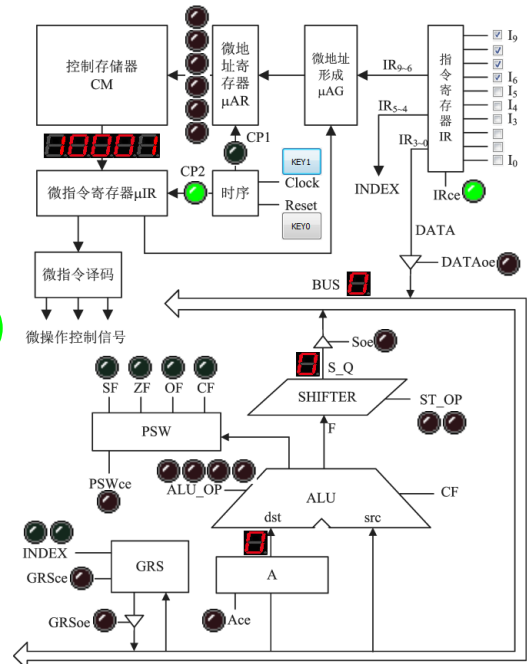 控制存储器
CM
微地
址寄
存器
μAR
微地址
形成
μAG
IR9~6
指
令
寄
存
器
IR
I9
I6
I5
I4
I3
I0
IR5~4
IR3~0
100001
CP1
CP2
KEY1
Clock
微指令寄存器μIR
时序
Reset
KEY0
INDEX
IRce
DATA
微指令译码
DATAoe
BUS 0
微操作控制信号
Soe
0
S_Q
SF ZF OF CF
SHIFTER
ST_OP
PSW
F
PSWce
ALU_OP
ALU
CF
dst src
0
INDEX
GRS
A
GRSce
GRSoe
Ace